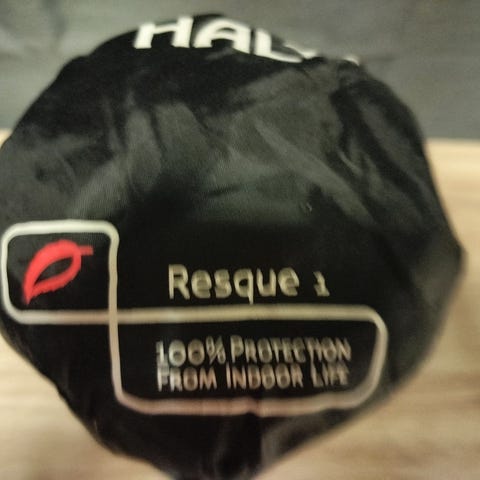 Resque 1
100% PROTECTION
FROM INDOOR LIFE